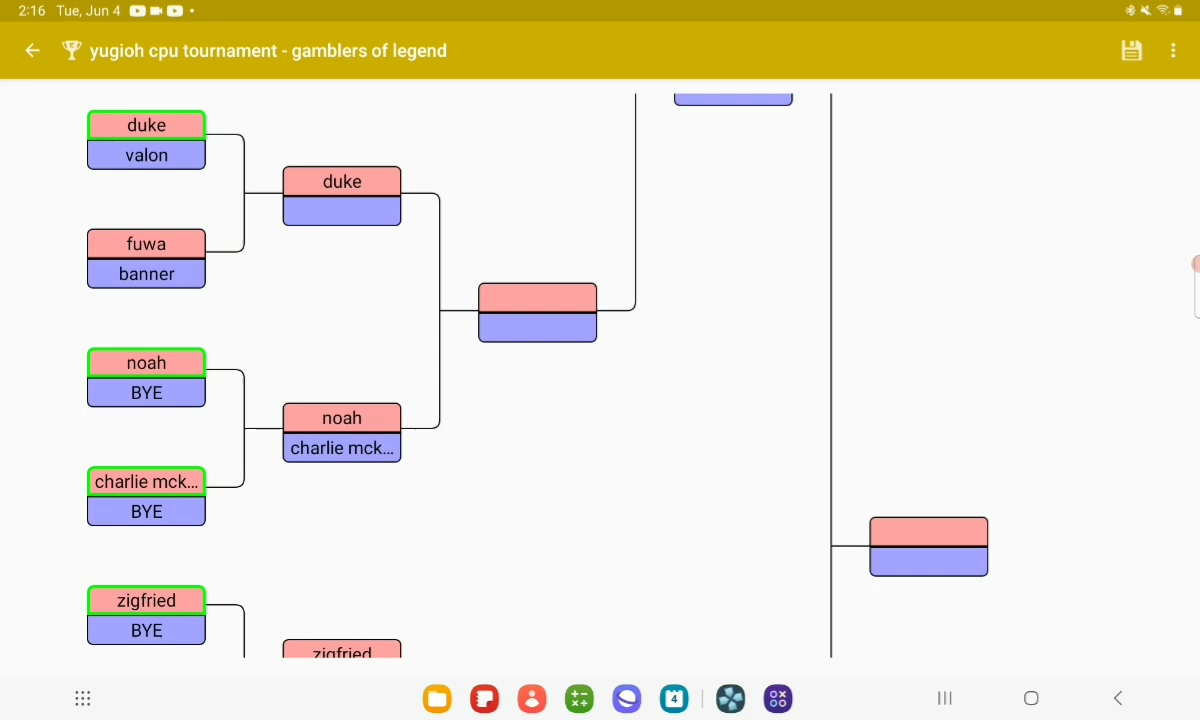 2:16 Tue, Jun 4
yugioh cpu tournament - gamblers of legend
duke
valon
duke
fuwa
banner
noah
BYE
noah
charlie mck...
charlie mck...
BYE
zigfried
BYE
zigfried
4